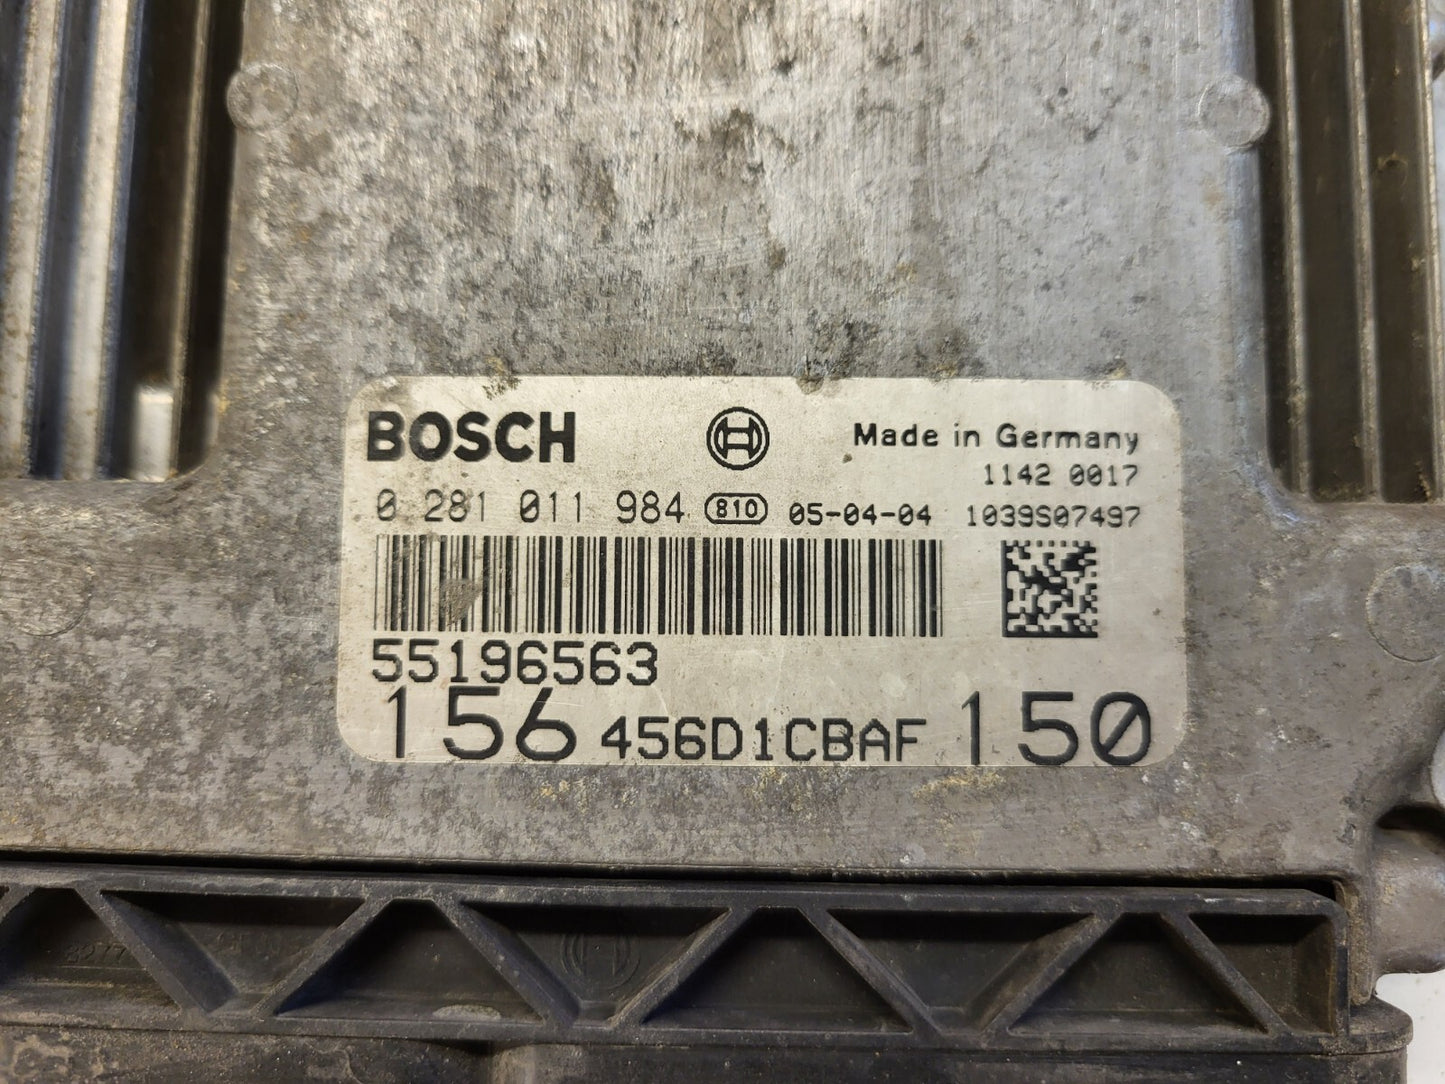 BOSCH Made in Germany
1142 0017
0 281 011 984 810 05-04-04 1039S07497
55196563
156 456D1CBAF 150